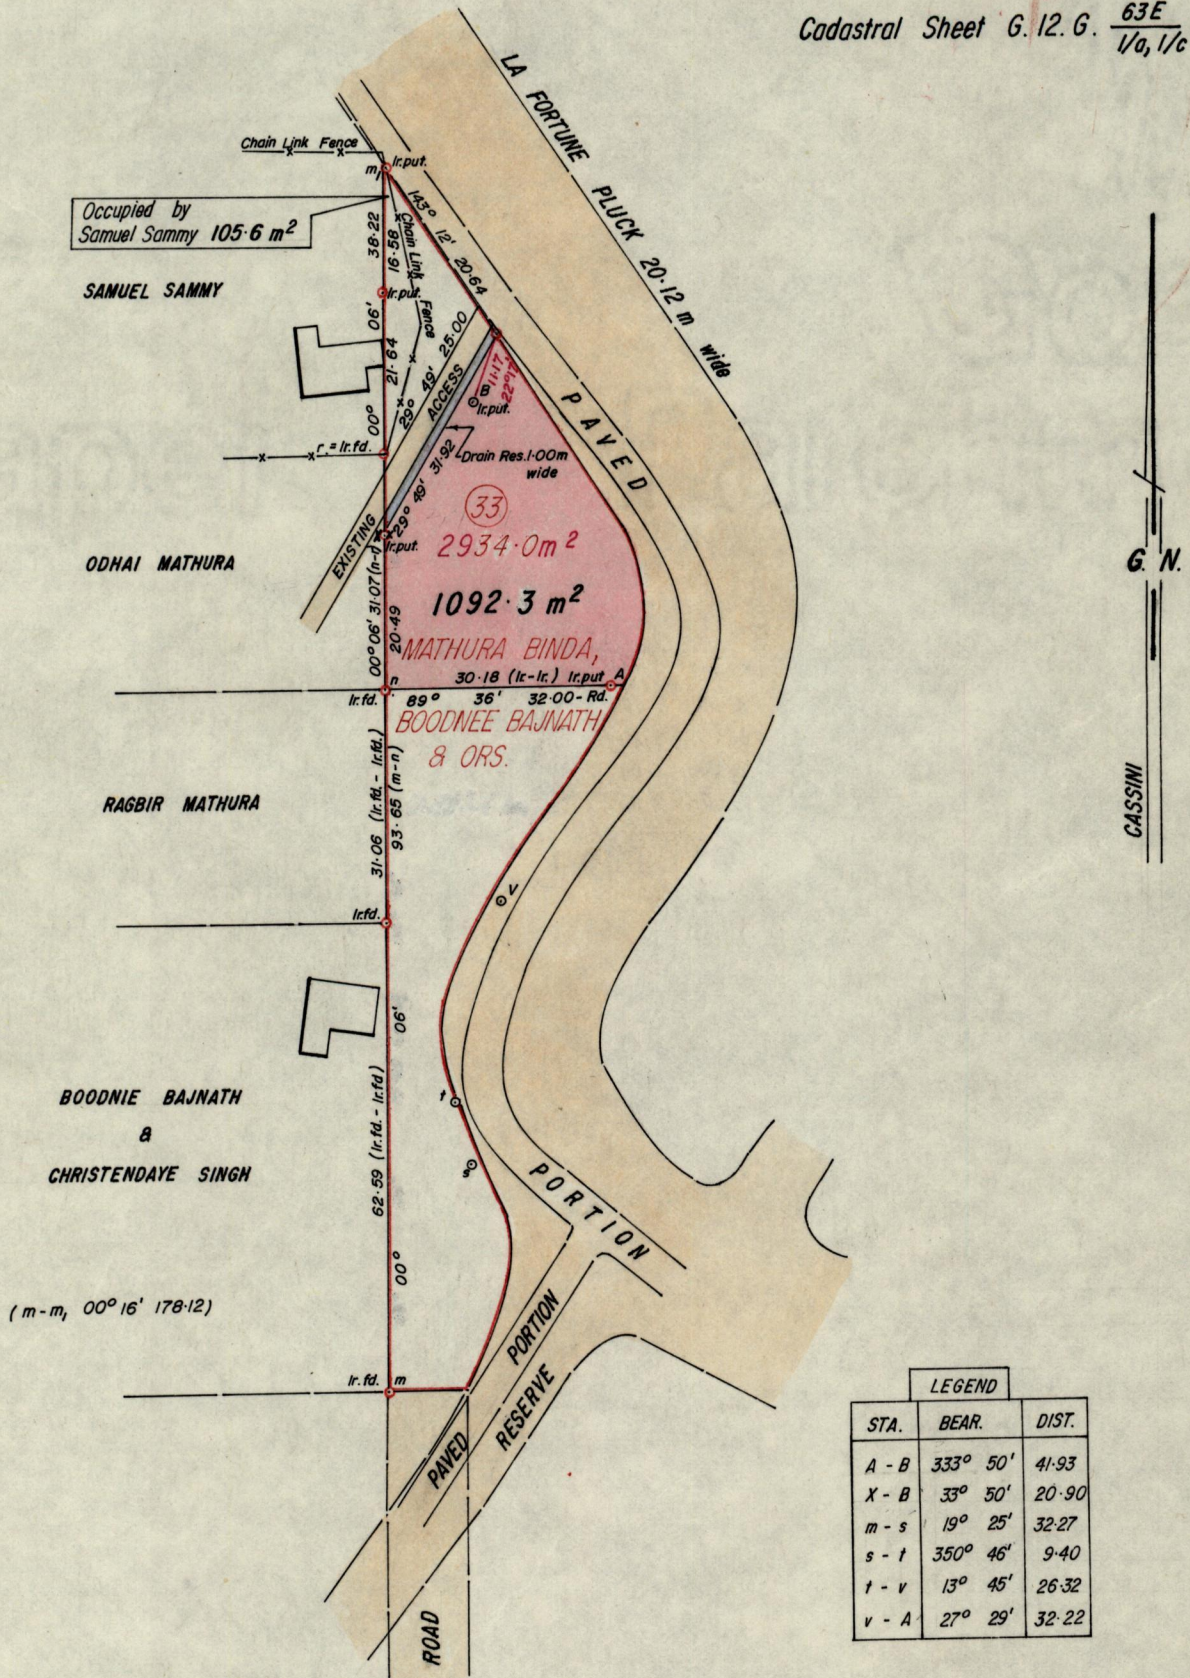 Cadastral Sheet G. 12. G. 63E
1/a, 1/c
LA FORTUNE PLUCK 20·12 m wide
Chain Link Fence
Ir.put.
m₁
Occupied by
Samuel Sammy 105·6 m²
38·22
16·58
Chain Link Fence
143° 12' 20·64
SAMUEL SAMMY
Ir.put.
06'
21·64
00°
29° 49' 25·00
EXISTING ACCESS
11·17
22°17'
B
Ir.put.
r. = Ir.fd.
29° 49' 31·92
Drain Res.1·00m
wide
PAVED
33
2934·0m²
X
Ir.put.
ODHAI MATHURA
1092·3 m²
00° 06' 31·07 (n-r)
20·49
MATHURA BINDA,
n
30·18 (Ir-Ir.) Ir.put
A
Ir.fd.
89° 36' 32·00-Rd.
BOODNEE BAJNATH
& ORS.
G. N.
CASSINI
RAGBIR MATHURA
31·06 (Ir.fd. - Ir.fd.)
93·65 (m-n)
v
Ir.fd.
06'
BOODNIE BAJNATH
&
CHRISTENDAYE SINGH
t
s
62·59 (Ir.fd. - Ir.fd)
PORTION
00°
(m-m, 00° 16' 178·12)
Ir.fd.
m
PAVED PORTION
RESERVE
ROAD
LEGEND
STA. BEAR. DIST.
A - B 333° 50' 41·93
X - B 33° 50' 20·90
m - s 19° 25' 32·27
s - t 350° 46' 9·40
t - v 13° 45' 26·32
v - A 27° 29' 32·22